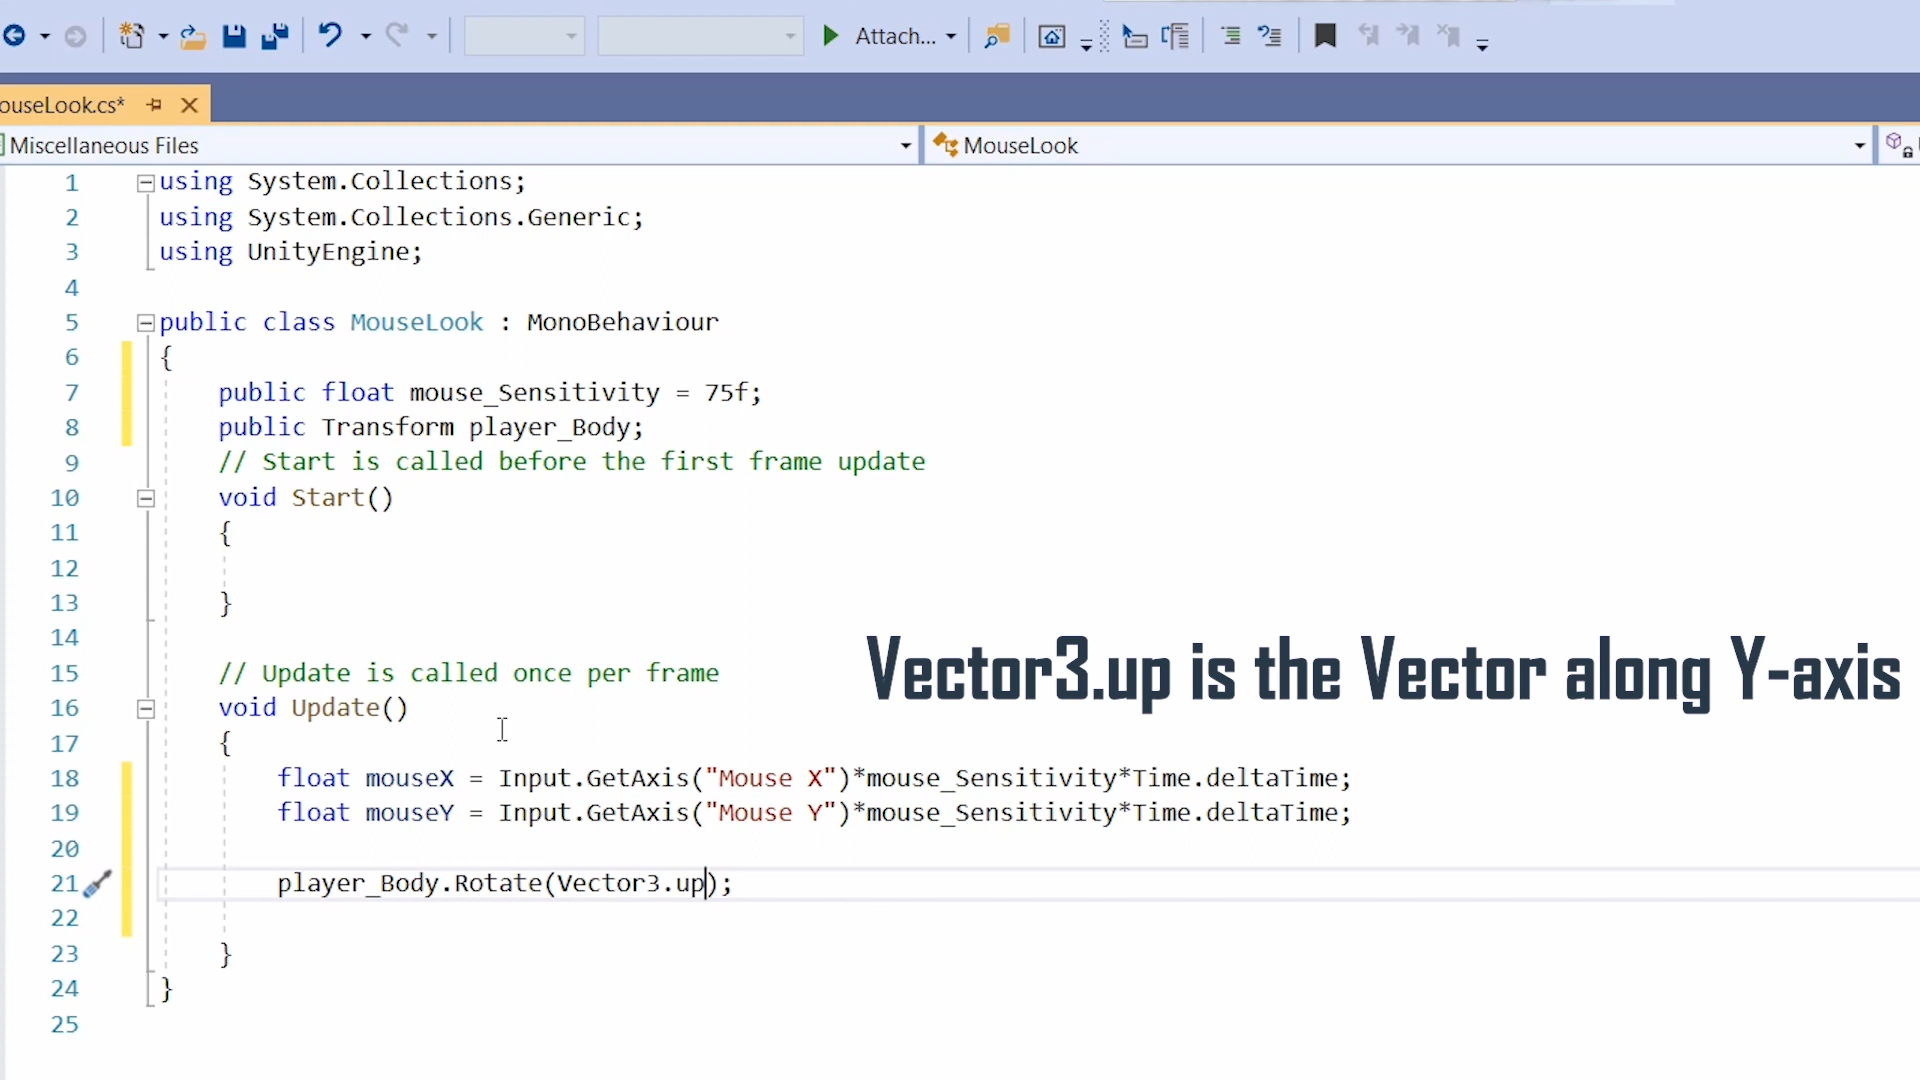 Attach...
ouseLook.cs*
Miscellaneous Files
MouseLook
1 using System.Collections;
2 using System.Collections.Generic;
3 using UnityEngine;
4
5 public class MouseLook : MonoBehaviour
6 {
7 public float mouse_Sensitivity = 75f;
8 public Transform player_Body;
9 // Start is called before the first frame update
10 void Start()
11 {
12
13 }
14
Vector3.up is the Vector along Y-axis
15 // Update is called once per frame
16 void Update()
17 {
18 float mouseX = Input.GetAxis("Mouse X")*mouse_Sensitivity*Time.deltaTime;
19 float mouseY = Input.GetAxis("Mouse Y")*mouse_Sensitivity*Time.deltaTime;
20
21 player_Body.Rotate(Vector3.up);
22
23 }
24 }
25